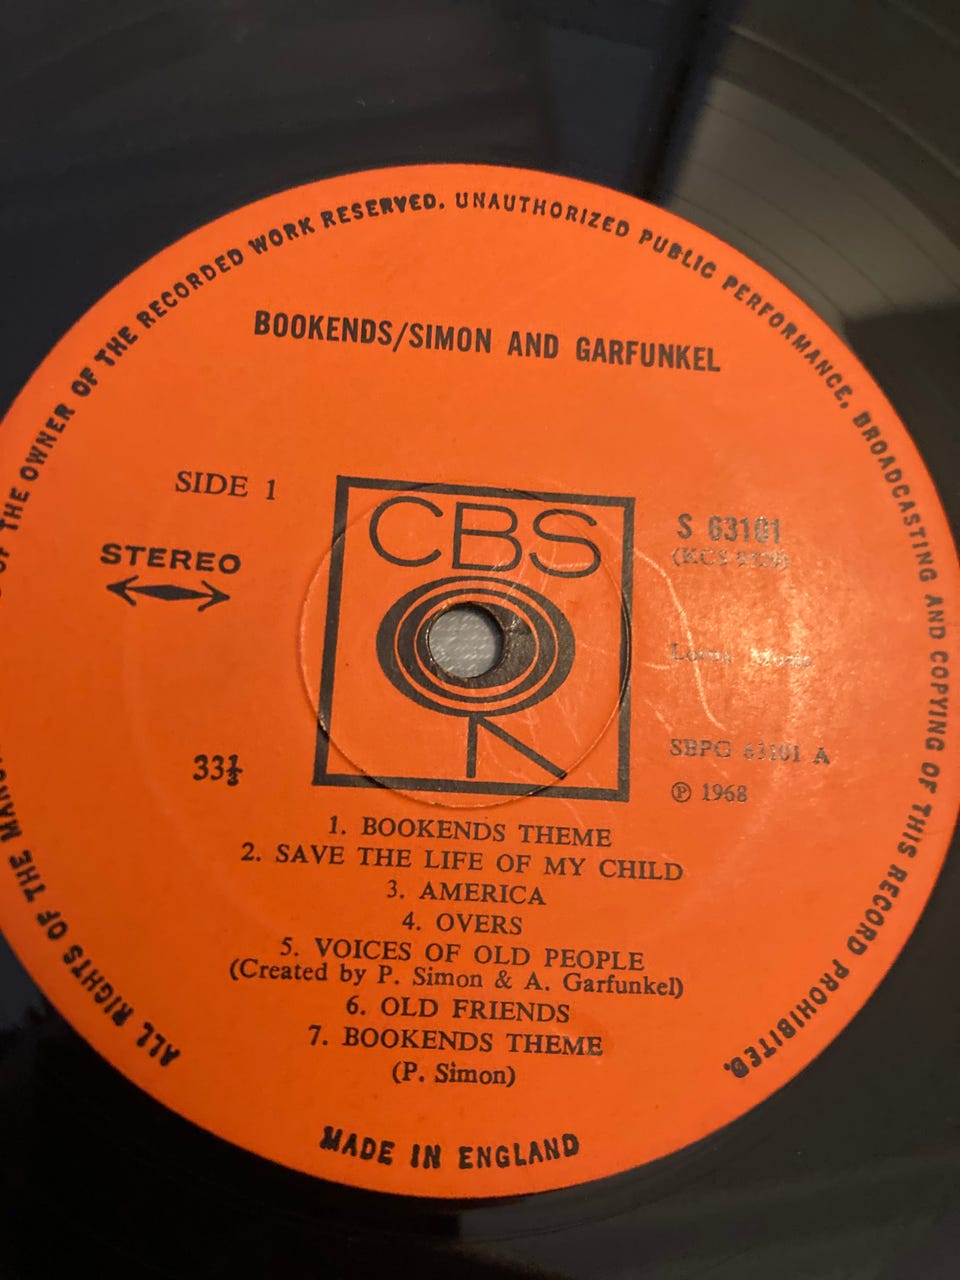 ALL RIGHTS OF THE OF THE OWNER OF THE RECORDED WORK RESERVED. UNAUTHORIZED PUBLIC PERFORMANCE, BROADCASTING AND COPYING OF THIS RECORD PROHIBITED.
BOOKENDS/SIMON AND GARFUNKEL
SIDE 1
STEREO
CBS
S 63101
SBPG 63101 A
33⅓
℗ 1968
1. BOOKENDS THEME
2. SAVE THE LIFE OF MY CHILD
3. AMERICA
4. OVERS
5. VOICES OF OLD PEOPLE
(Created by P. Simon & A. Garfunkel)
6. OLD FRIENDS
7. BOOKENDS THEME
(P. Simon)
MADE IN ENGLAND